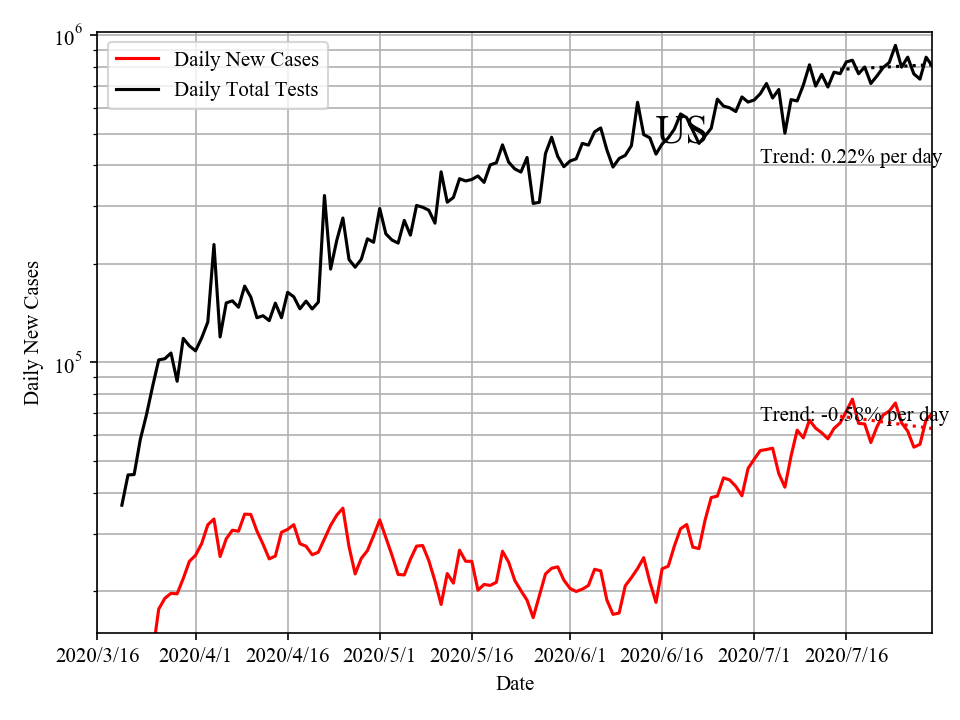 10^6
Daily New Cases
Daily Total Tests
US
Trend: 0.22% per day
10^5
Trend: -0.58% per day
Daily New Cases
2020/3/16 2020/4/1 2020/4/16 2020/5/1 2020/5/16 2020/6/1 2020/6/16 2020/7/1 2020/7/16
Date